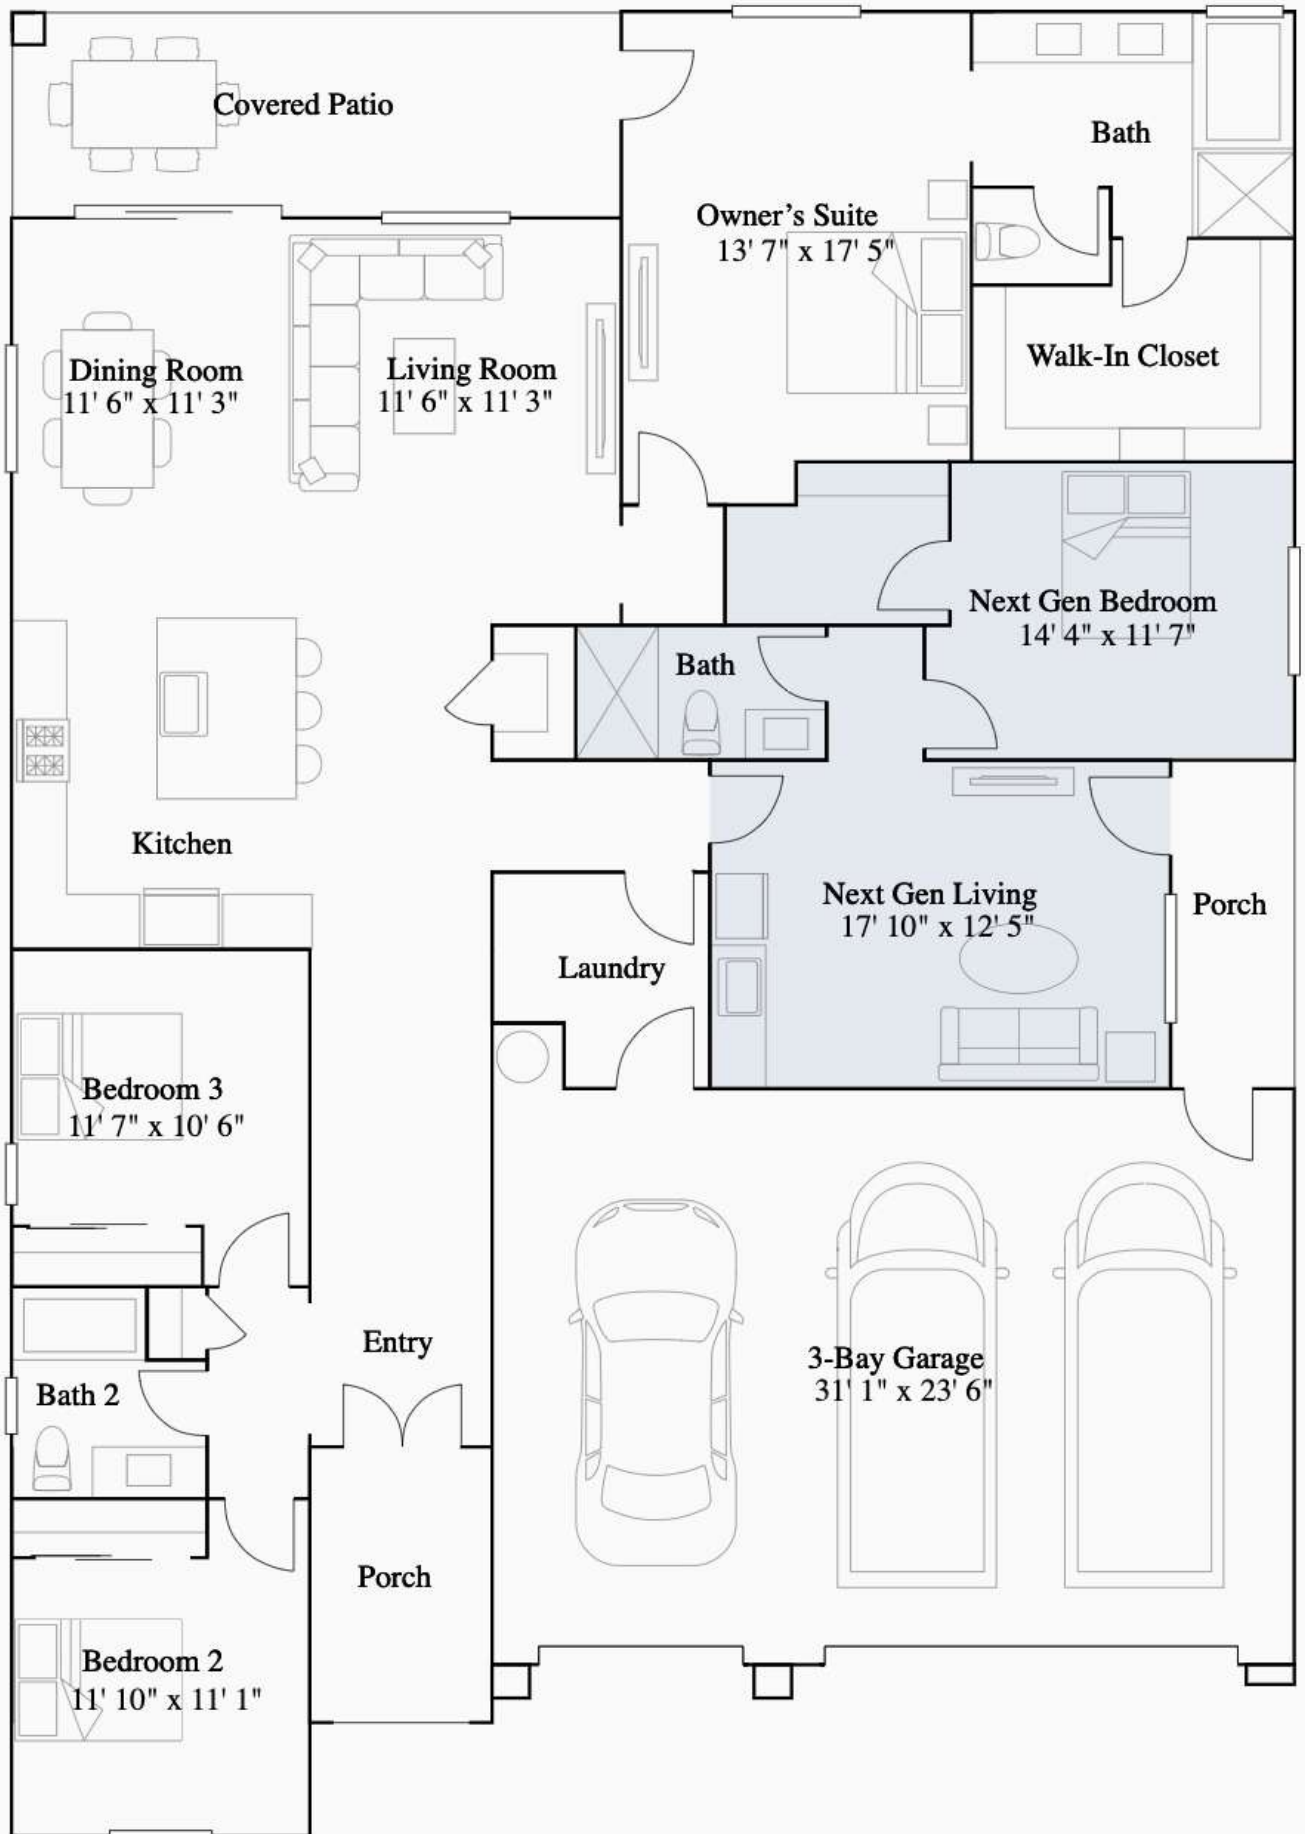 Covered Patio
Bath
Owner’s Suite
13' 7" x 17' 5"
Walk-In Closet
Dining Room
11' 6" x 11' 3"
Living Room
11' 6" x 11' 3"
Next Gen Bedroom
14' 4" x 11' 7"
Bath
Kitchen
Next Gen Living
17' 10" x 12' 5"
Porch
Laundry
Bedroom 3
11' 7" x 10' 6"
Entry
3-Bay Garage
31' 1" x 23' 6"
Bath 2
Porch
Bedroom 2
11' 10" x 11' 1"